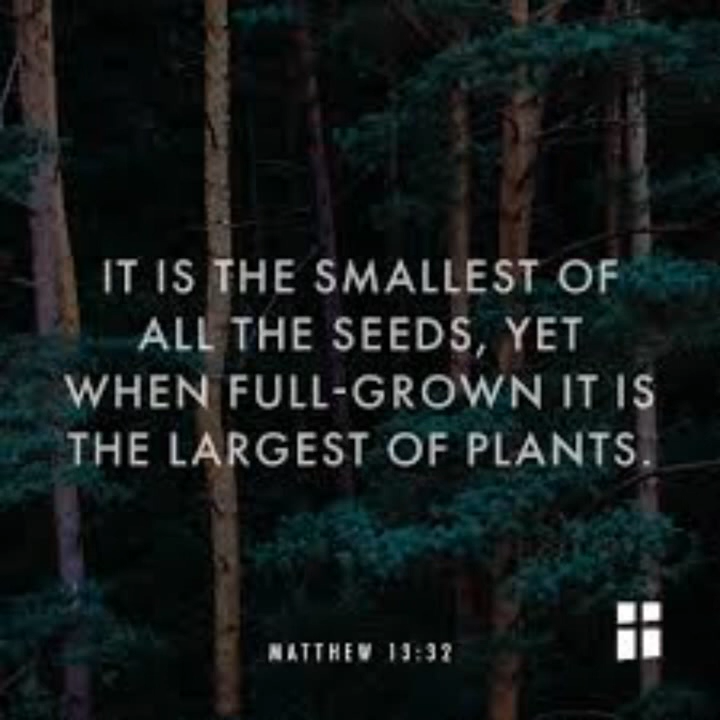 IT IS THE SMALLEST OF
ALL THE SEEDS, YET
WHEN FULL-GROWN IT IS
THE LARGEST OF PLANTS.
MATTHEW 13:32